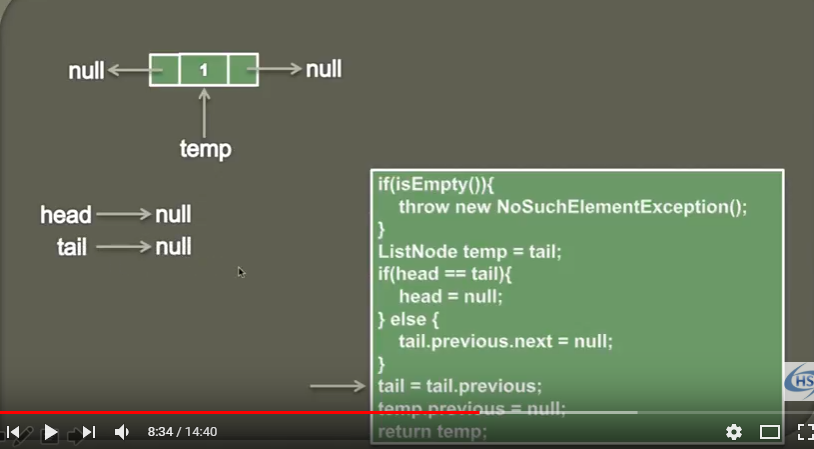 null
1
null
temp
head
null
tail
null
if(isEmpty()){
throw new NoSuchElementException();
}
ListNode temp = tail;
if(head == tail){
head = null;
} else {
tail.previous.next = null;
}
tail = tail.previous;
temp.previous = null;
return temp;
HS
8:34 / 14:40